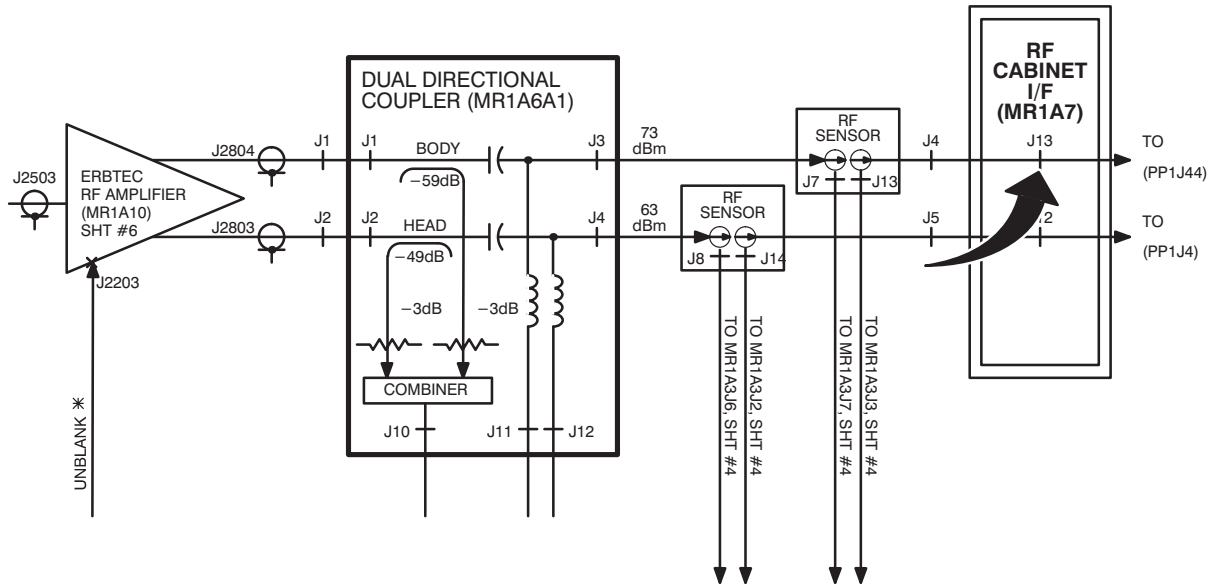 J2503
ERBTEC
RF AMPLIFIER
(MR1A10)
SHT #6
J2203
UNBLANK *
J2804
J2803
J1
J2
DUAL DIRECTIONAL
COUPLER (MR1A6A1)
J1
BODY
J3
−59dB
J2
HEAD
J4
−49dB
−3dB
−3dB
COMBINER
J10
J11
J12
73
dBm
63
dBm
RF
SENSOR
J7
J13
RF
SENSOR
J8
J14
TO MR1A3J6, SHT #4
TO MR1A3J2, SHT #4
TO MR1A3J7, SHT #4
TO MR1A3J3, SHT #4
J4
J5
RF
CABINET
I/F
(MR1A7)
J13
2
TO
(PP1J44)
TO
(PP1J4)